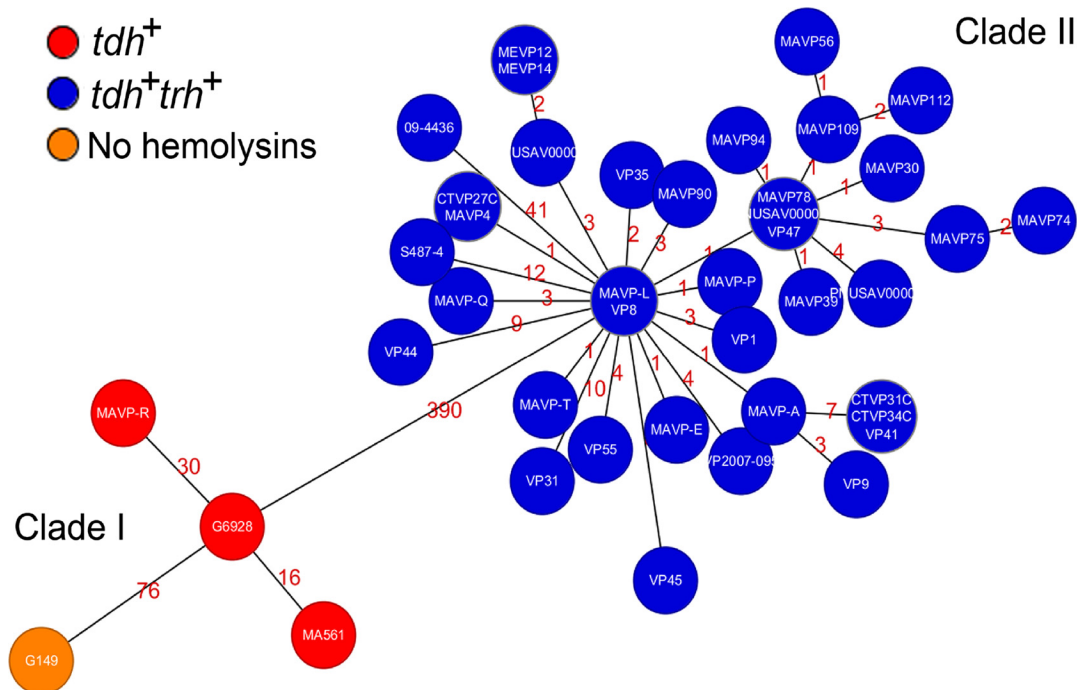 tdh+
tdh+trh+
No hemolysins
Clade II
MAVP56
1
MEVP12
MEVP14
2
MAVP112
2
MAVP109
09-4436
MAVP94
1
1
USAV0000
VP35
MAVP30
1
MAVP90
CTVP27C
MAVP4
41
3
MAVP78
NUSAV0000
VP47
3
MAVP75
2
MAVP74
2
3
1
S487-4
12
1
1
4
MAVP-L
VP8
MAVP-P
1
MAVP39
USAV0000
MAVP-Q
3
9
3
VP1
VP44
1
10
4
1
4
1
390
MAVP-R
MAVP-T
MAVP-E
MAVP-A
7
CTVP31C
CTVP34C
VP41
3
VP55
VP2007-095
VP9
VP31
30
Clade I
G6928
16
76
VP45
MA561
G149